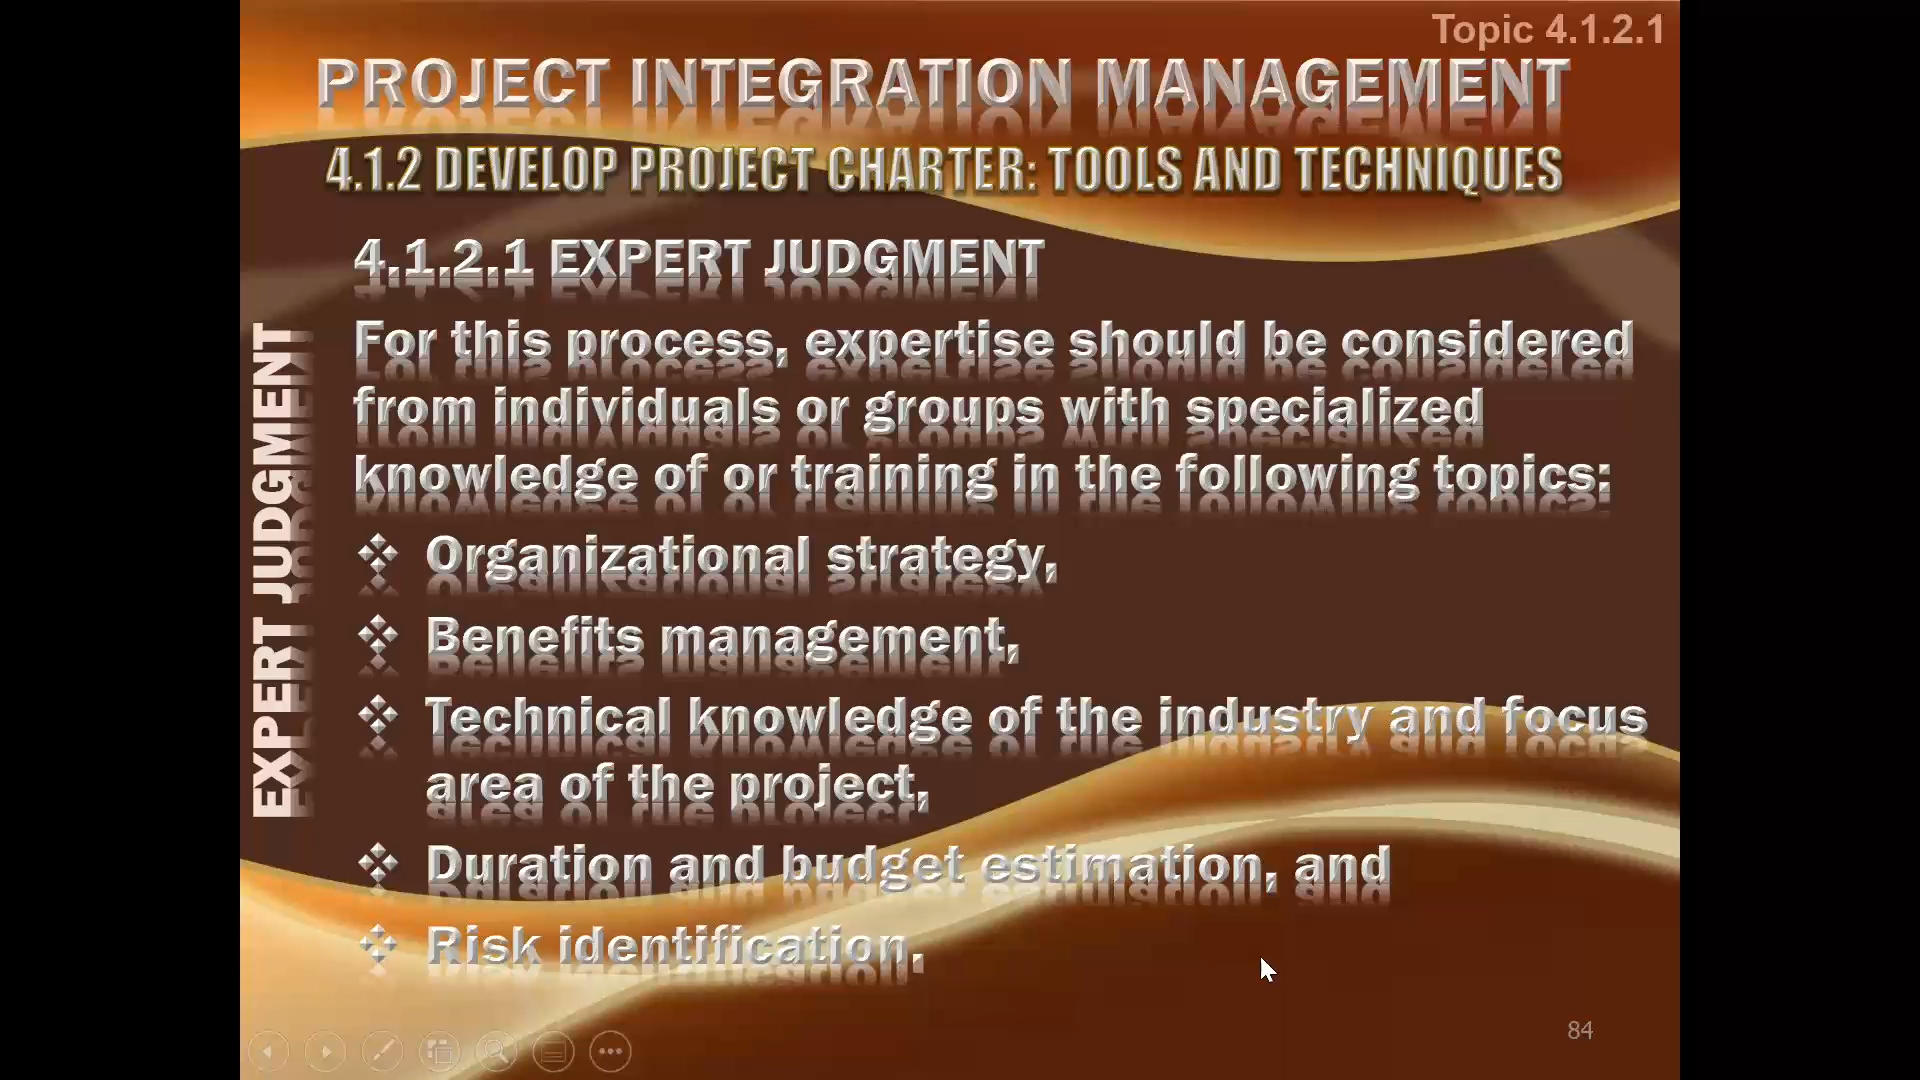 Topic 4.1.2.1
PROJECT INTEGRATION MANAGEMENT
4.1.2 DEVELOP PROJECT CHARTER: TOOLS AND TECHNIQUES
4.1.2.1 EXPERT JUDGMENT
For this process, expertise should be considered
from individuals or groups with specialized
knowledge of or training in the following topics:
❖ Organizational strategy,
❖ Benefits management,
❖ Technical knowledge of the industry and focus
area of the project,
❖ Duration and budget estimation, and
❖ Risk identification.
EXPERT JUDGMENT
84